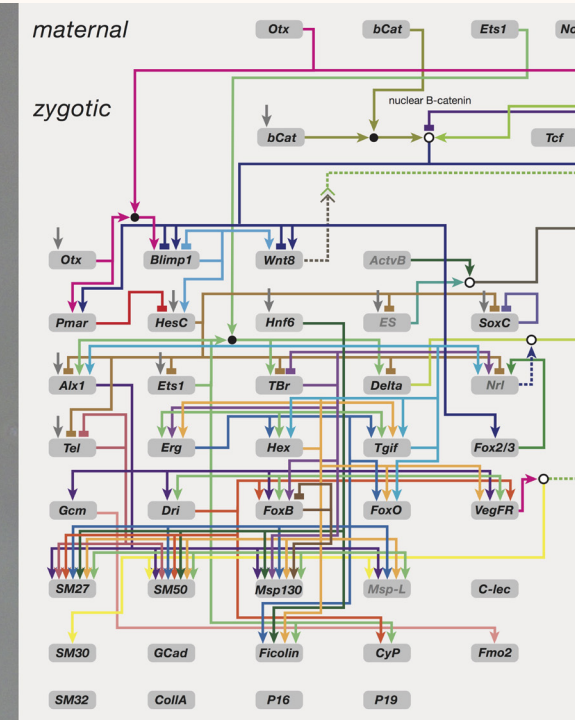 maternal
Otx bCat Ets1 No
zygotic
nuclear B-catenin
bCat Tcf
Otx Blimp1 Wnt8 ActvB
Pmar HesC Hnf6 ES SoxC
Alx1 Ets1 TBr Delta Nrl
Tel Erg Hex Tgif Fox2/3
Gcm Dri FoxB FoxO VegFR
SM27 SM50 Msp130 Msp-L C-lec
SM30 GCad Ficolin CyP Fmo2
SM32 CollA P16 P19